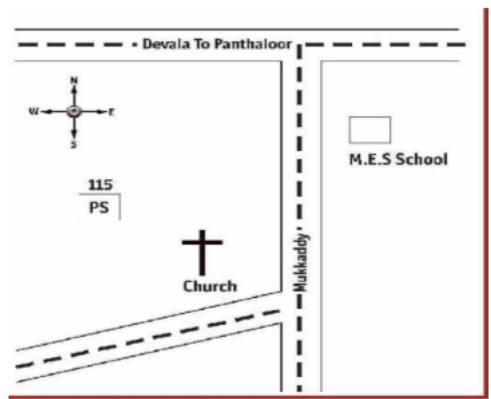 Devala To Panthaloor
N
W E
S
M.E.S School
115
PS
Mukkaddy
Church